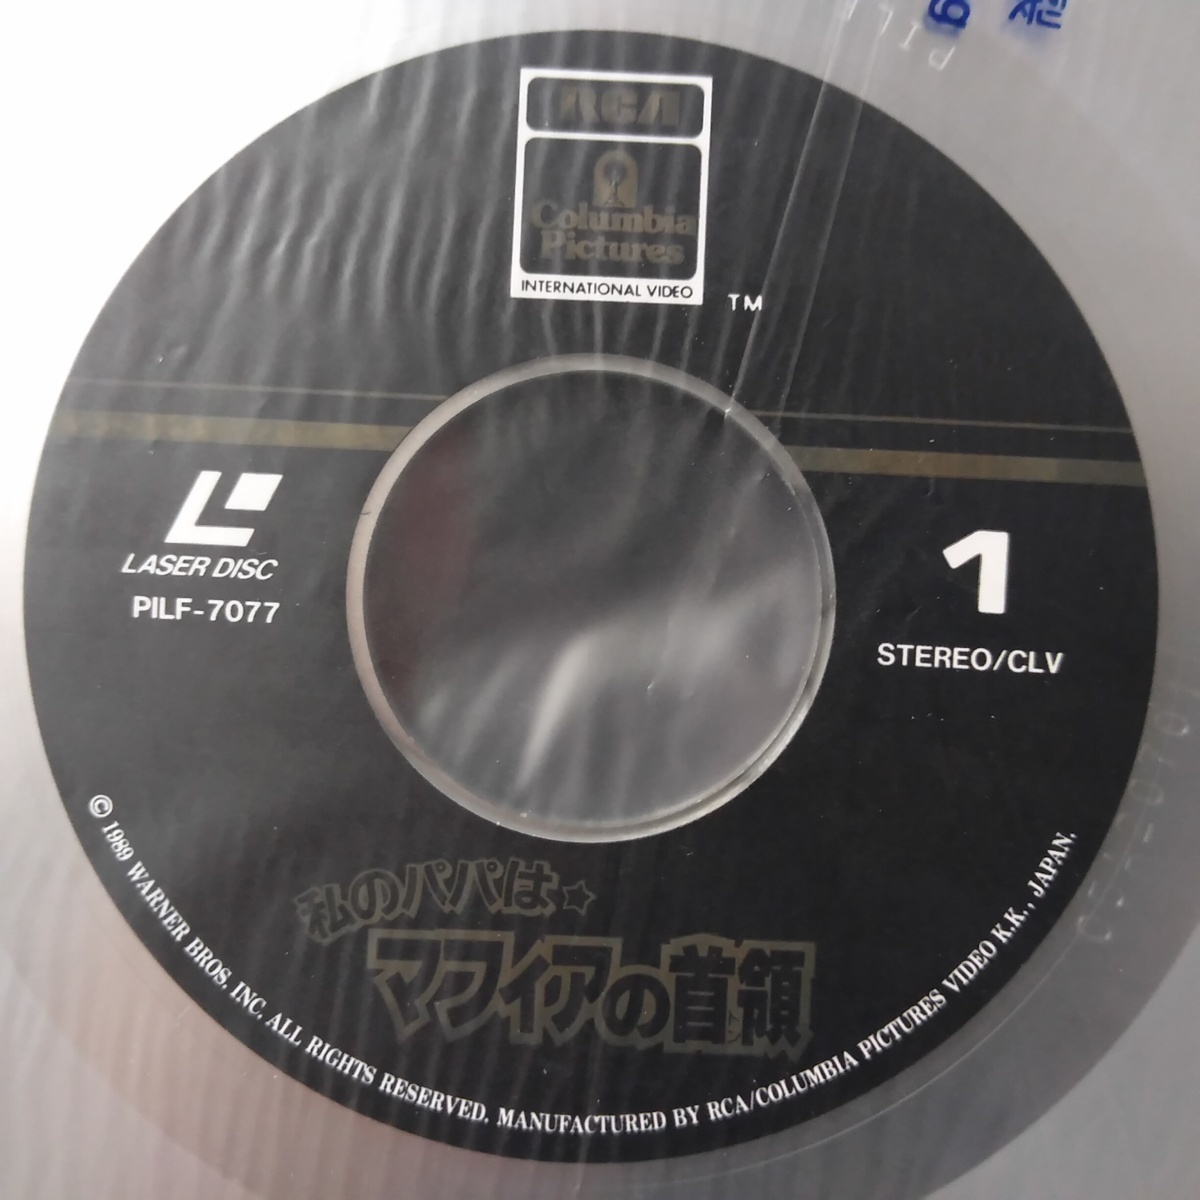 RCA
Columbia
Pictures
INTERNATIONAL VIDEO
TM
LASER DISC
PILF-7077
1
STEREO/CLV
私のパパは☆
マフィアの首領
© 1989 WARNER BROS, INC. ALL RIGHTS RESERVED. MANUFACTURED BY RCA/COLUMBIA PICTURES VIDEO K.K., JAPAN.